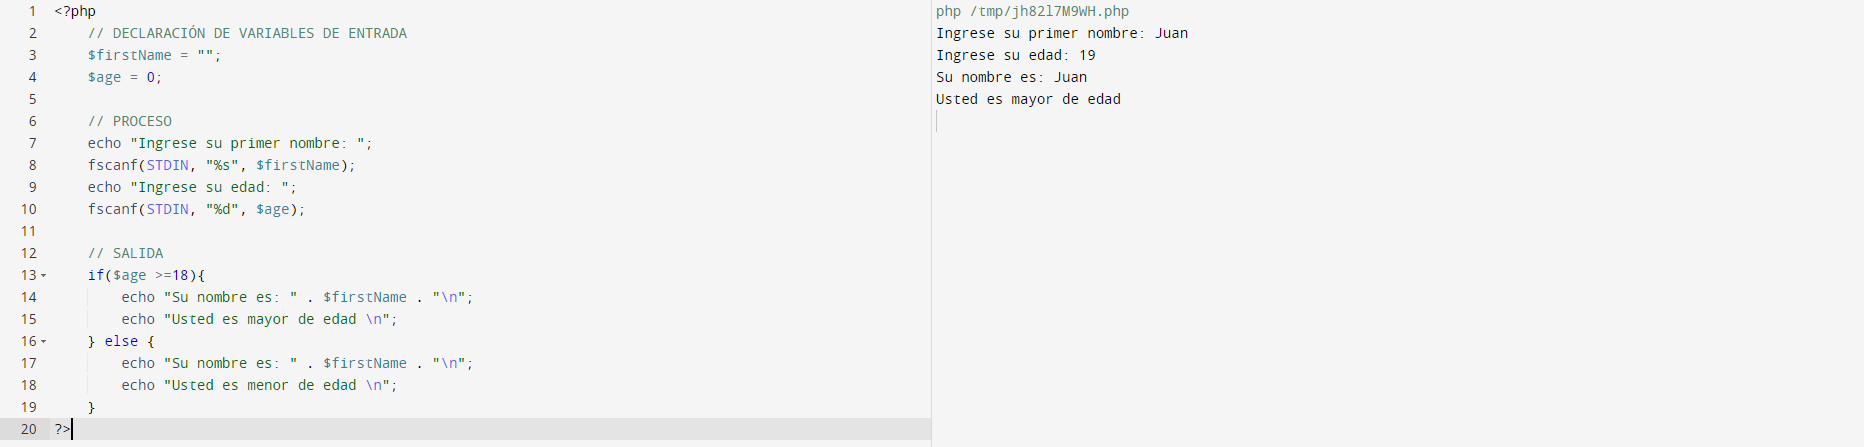 1 <?php
2 // DECLARACIÓN DE VARIABLES DE ENTRADA
3 $firstName = "";
4 $age = 0;
5
6 // PROCESO
7 echo "Ingrese su primer nombre: ";
8 fscanf(STDIN, "%s", $firstName);
9 echo "Ingrese su edad: ";
10 fscanf(STDIN, "%d", $age);
11
12 // SALIDA
13 if($age >=18){
14 echo "Su nombre es: " . $firstName . "\n";
15 echo "Usted es mayor de edad \n";
16 } else {
17 echo "Su nombre es: " . $firstName . "\n";
18 echo "Usted es menor de edad \n";
19 }
20 ?>
php /tmp/jh82l7M9WH.php
Ingrese su primer nombre: Juan
Ingrese su edad: 19
Su nombre es: Juan
Usted es mayor de edad